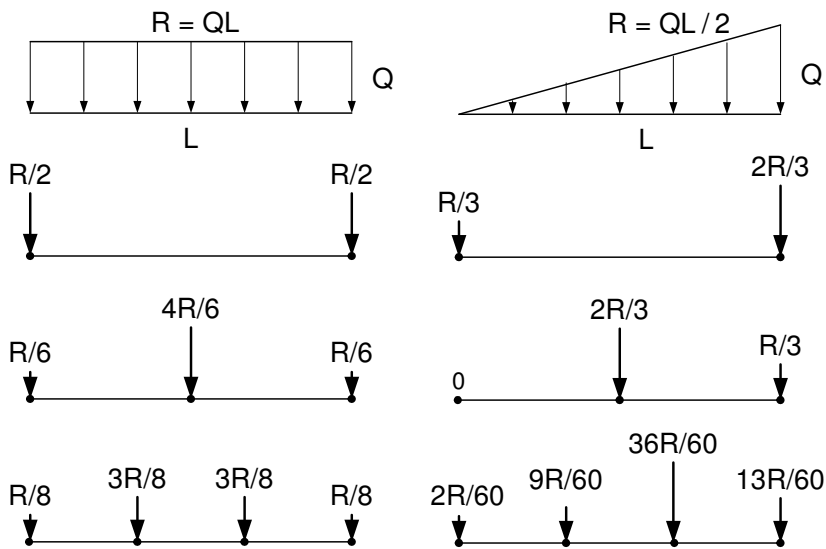 R = QL
R = QL / 2
Q
Q
L
L
R/2
R/2
R/3
2R/3
4R/6
2R/3
R/6
R/6
0
R/3
R/8
3R/8
3R/8
R/8
2R/60
9R/60
36R/60
13R/60